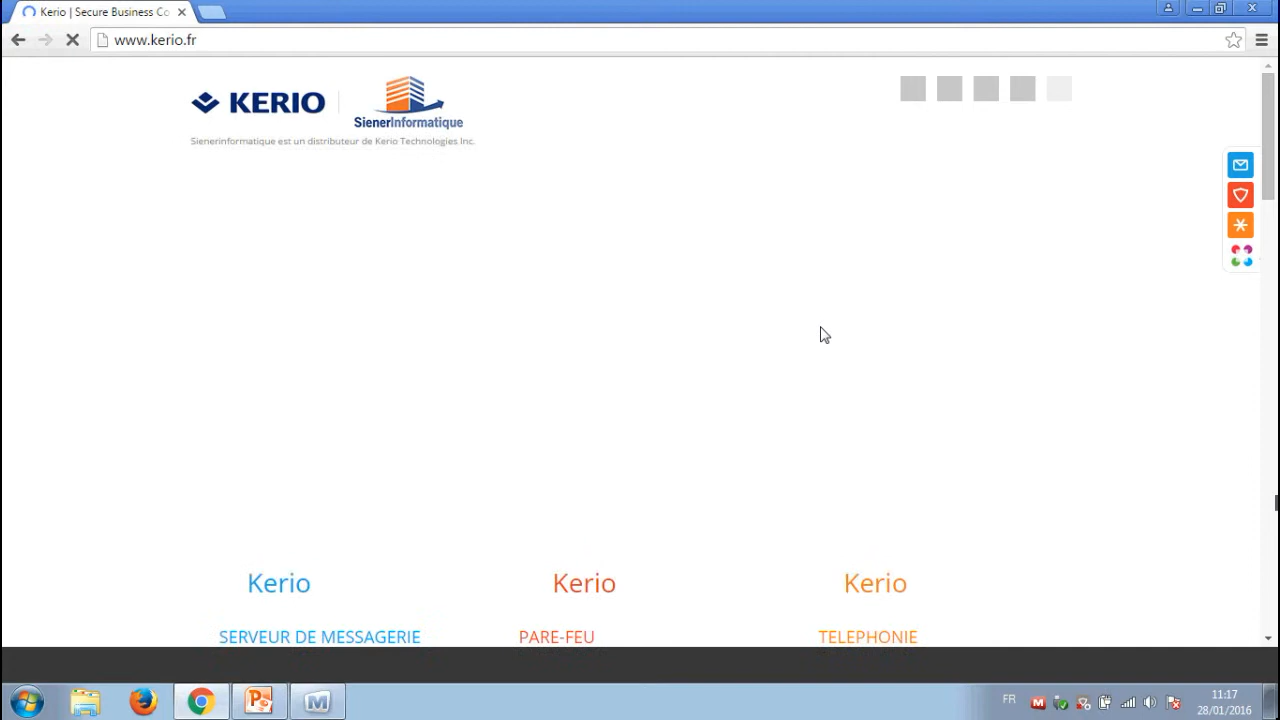 Kerio | Secure Business Co
www.kerio.fr
KERIO
SienerInformatique
Sienerinformatique est un distributeur de Kerio Technologies Inc.
Kerio
Kerio
Kerio
SERVEUR DE MESSAGERIE
PARE-FEU
TELEPHONIE
FR
11:17
28/01/2016